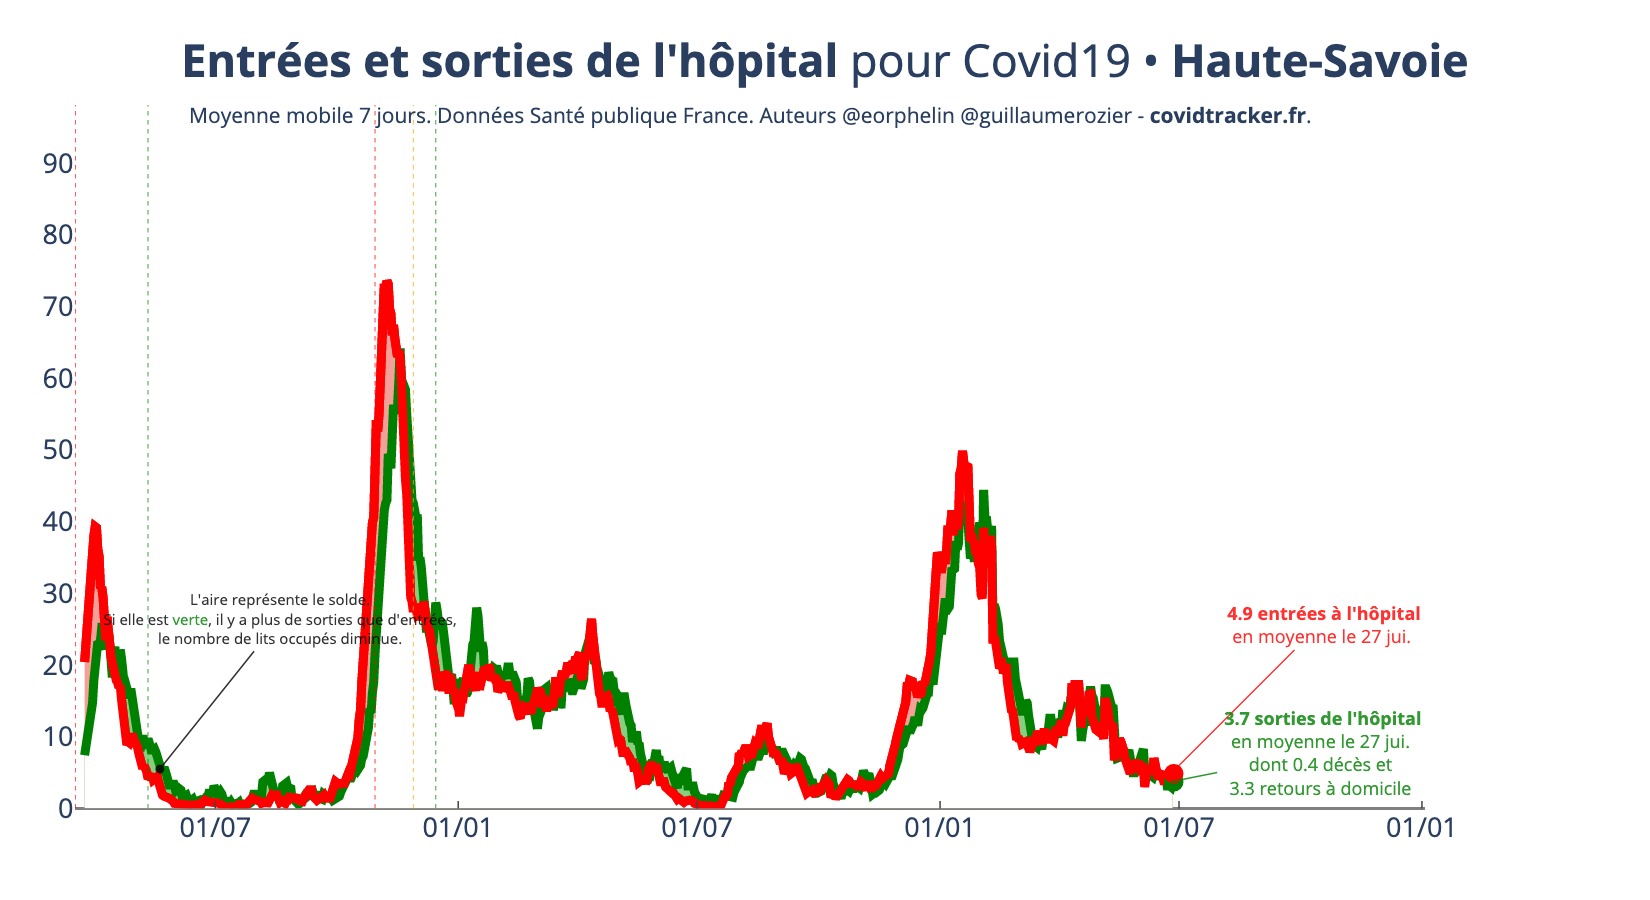 Entrées et sorties de l'hôpital pour Covid19 • Haute-Savoie
Moyenne mobile 7 jours. Données Santé publique France. Auteurs @eorphelin @guillaumerozier - covidtracker.fr.
90
80
70
60
50
40
30
20
10
0
L'aire représente le solde.
Si elle est verte, il y a plus de sorties que d'entrées,
le nombre de lits occupés diminue.
4.9 entrées à l'hôpital
en moyenne le 27 jui.
3.7 sorties de l'hôpital
en moyenne le 27 jui.
dont 0.4 décès et
3.3 retours à domicile
01/07
01/01
01/07
01/01
01/07
01/01